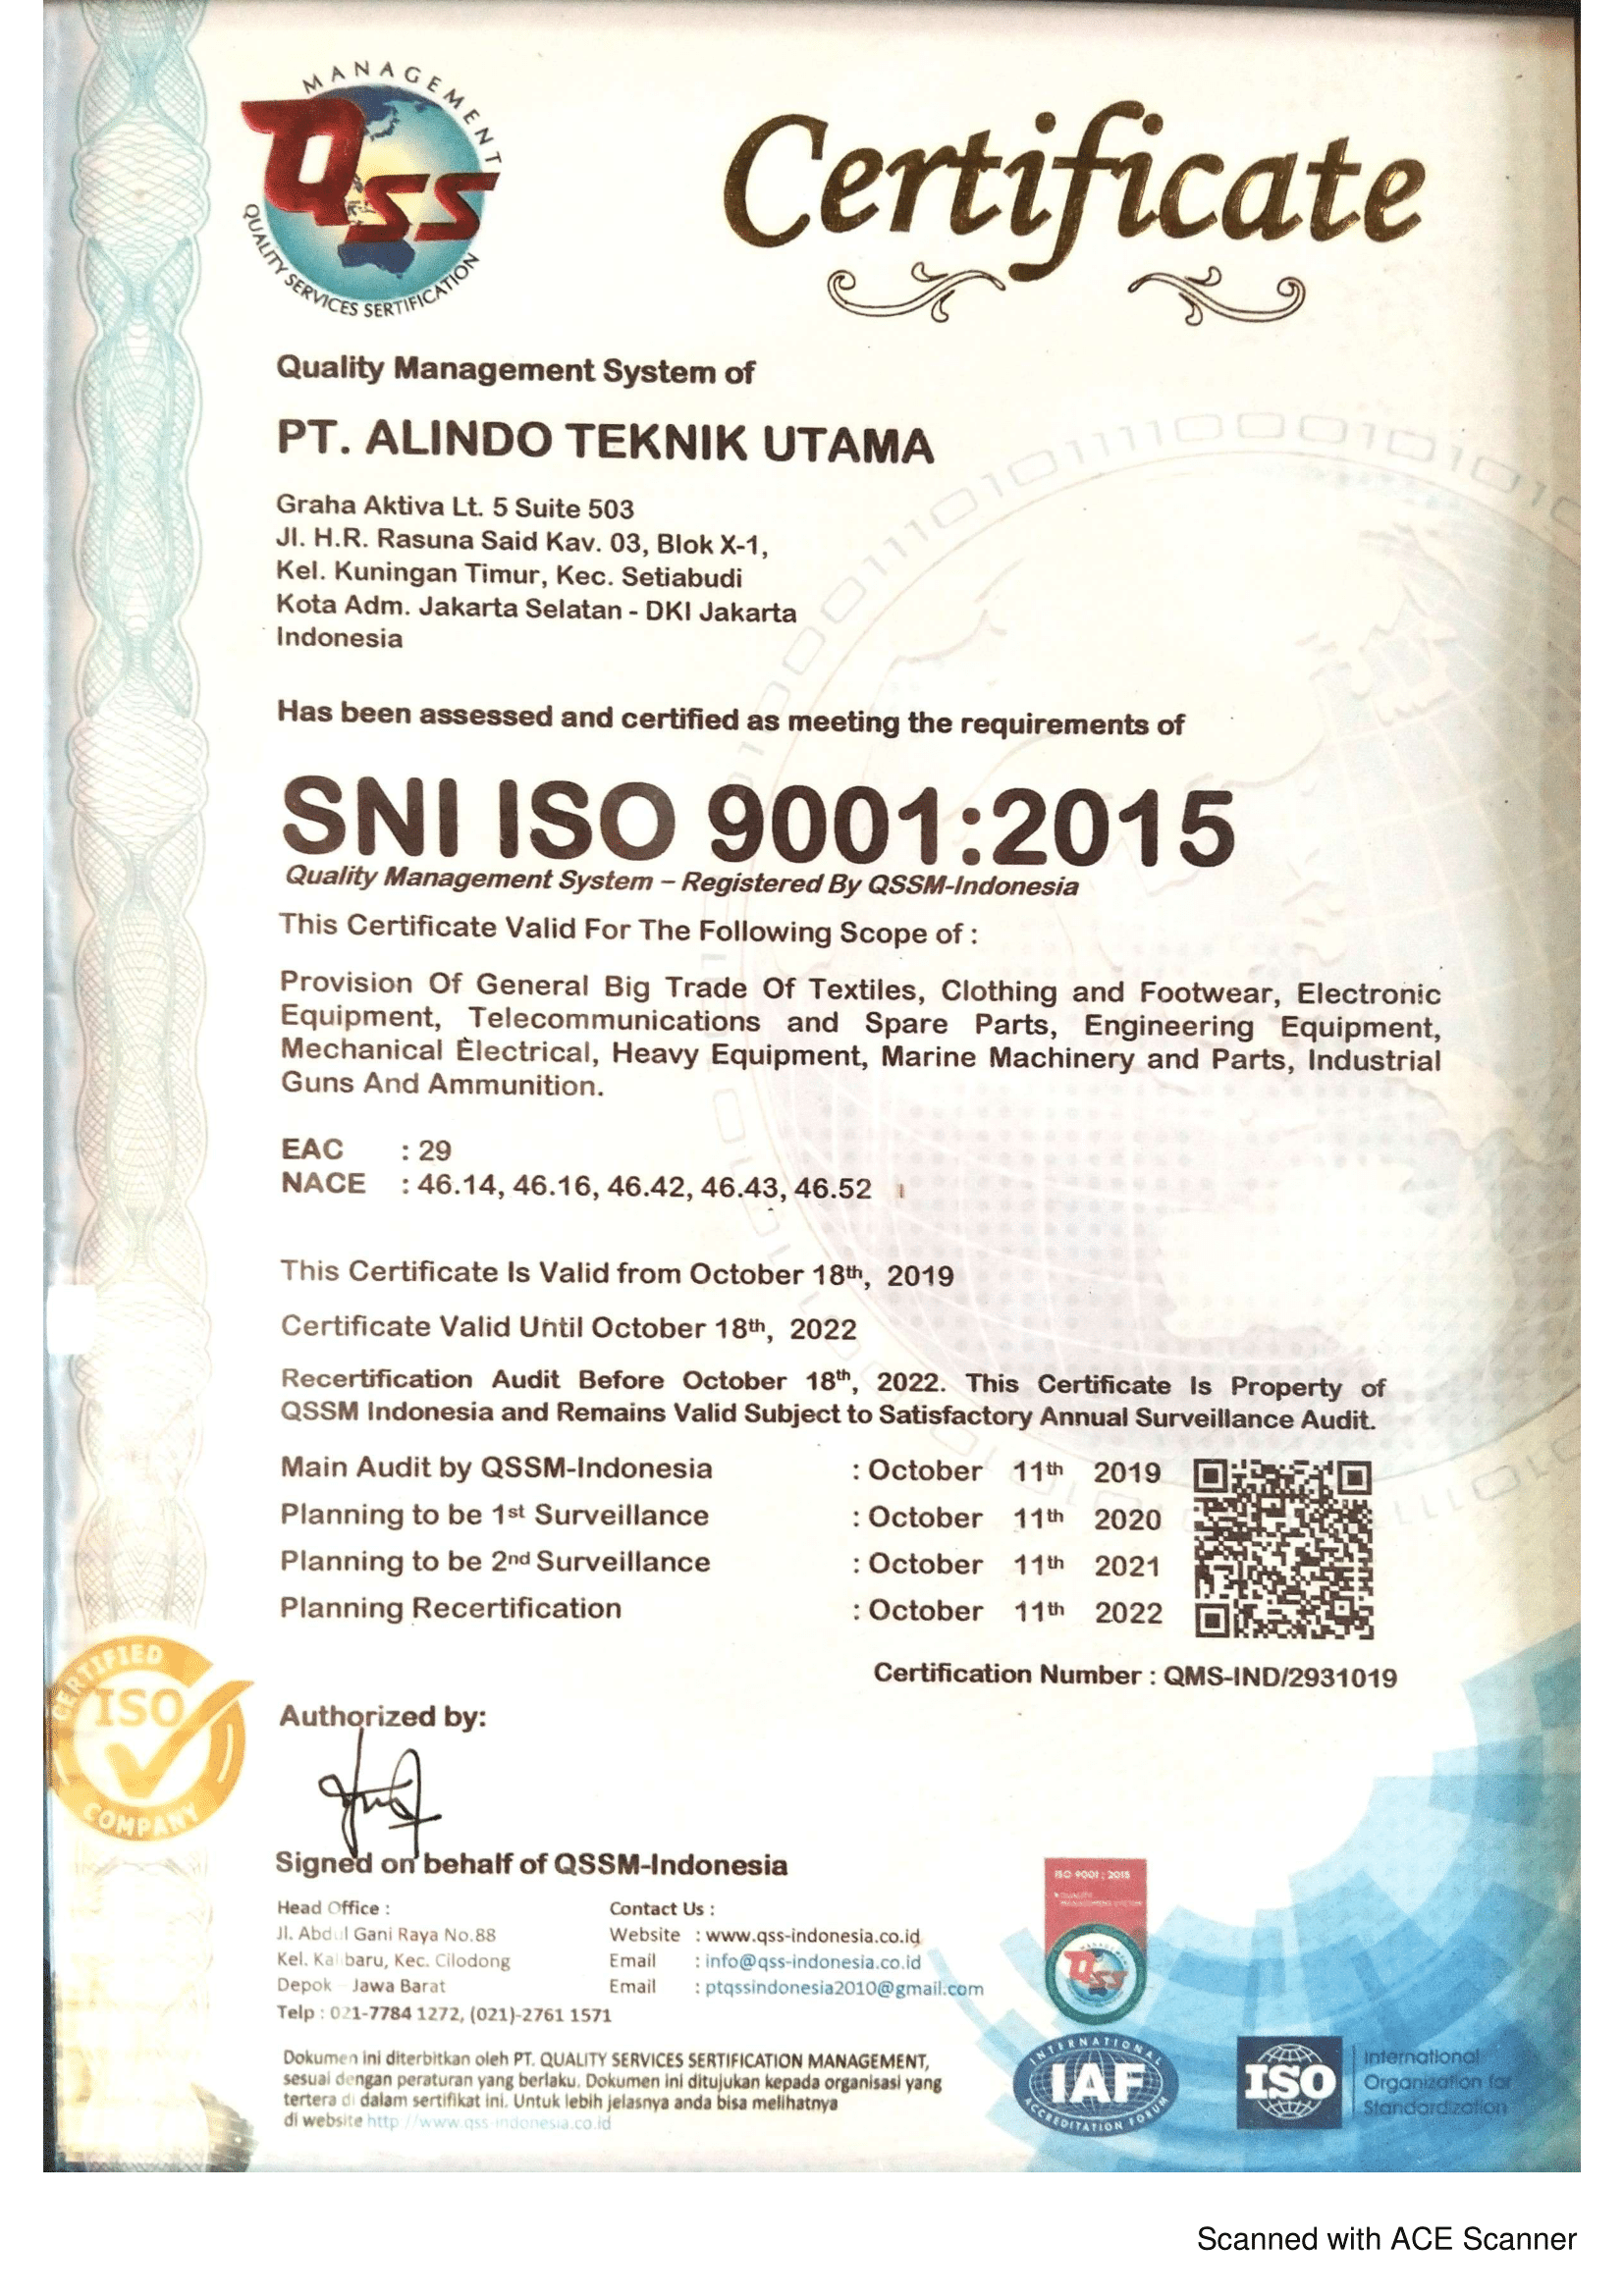 MANAGEMENT
QSS
QUALITY SERVICES SERTIFICATION
Certificate
Quality Management System of
PT. ALINDO TEKNIK UTAMA
Graha Aktiva Lt. 5 Suite 503
Jl. H.R. Rasuna Said Kav. 03, Blok X-1,
Kel. Kuningan Timur, Kec. Setiabudi
Kota Adm. Jakarta Selatan - DKI Jakarta
Indonesia
Has been assessed and certified as meeting the requirements of
SNI ISO 9001:2015
Quality Management System – Registered By QSSM-Indonesia
This Certificate Valid For The Following Scope of :
Provision Of General Big Trade Of Textiles, Clothing and Footwear, Electronic
Equipment, Telecommunications and Spare Parts, Engineering Equipment,
Mechanical Electrical, Heavy Equipment, Marine Machinery and Parts, Industrial
Guns And Ammunition.
EAC : 29
NACE : 46.14, 46.16, 46.42, 46.43, 46.52
This Certificate Is Valid from October 18th, 2019
Certificate Valid Until October 18th, 2022
Recertification Audit Before October 18th, 2022. This Certificate Is Property of
QSSM Indonesia and Remains Valid Subject to Satisfactory Annual Surveillance Audit.
Main Audit by QSSM-Indonesia : October 11th 2019
Planning to be 1st Surveillance : October 11th 2020
Planning to be 2nd Surveillance : October 11th 2021
Planning Recertification : October 11th 2022
Certification Number : QMS-IND/2931019
CERTIFIED
ISO
COMPANY
Authorized by:
Signed on behalf of QSSM-Indonesia
Head Office :
Jl. Abdul Gani Raya No.88
Kel. Kalibaru, Kec. Cilodong
Depok - Jawa Barat
Telp : 021-7784 1272, (021)-2761 1571
Contact Us :
Website : www.qss-indonesia.co.id
Email : info@qss-indonesia.co.id
Email : ptqssindonesia2010@gmail.com
Dokumen ini diterbitkan oleh PT. QUALITY SERVICES SERTIFICATION MANAGEMENT,
sesuai dengan peraturan yang berlaku. Dokumen ini ditujukan kepada organisasi yang
tertera di dalam sertifikat ini. Untuk lebih jelasnya anda bisa melihatnya
di website http://www.qss-indonesia.co.id
ISO 9001 : 2015
QSS
INTERNATIONAL
IAF
ACCREDITATION FORUM
ISO
International
Organization for
Standardization
Scanned with ACE Scanner